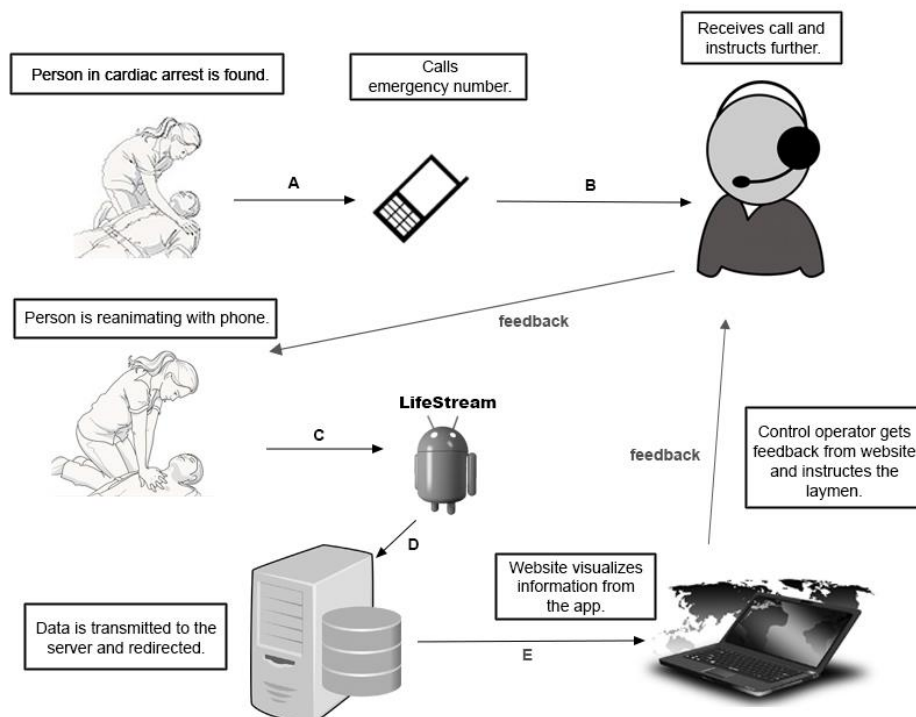 Person in cardiac arrest is found.
Calls
emergency number.
Receives call and
instructs further.
A
B
Person is reanimating with phone.
feedback
C
LifeStream
feedback
Control operator gets
feedback from website
and instructes the
laymen.
D
Website visualizes
information from
the app.
Data is transmitted to the
server and redirected.
E